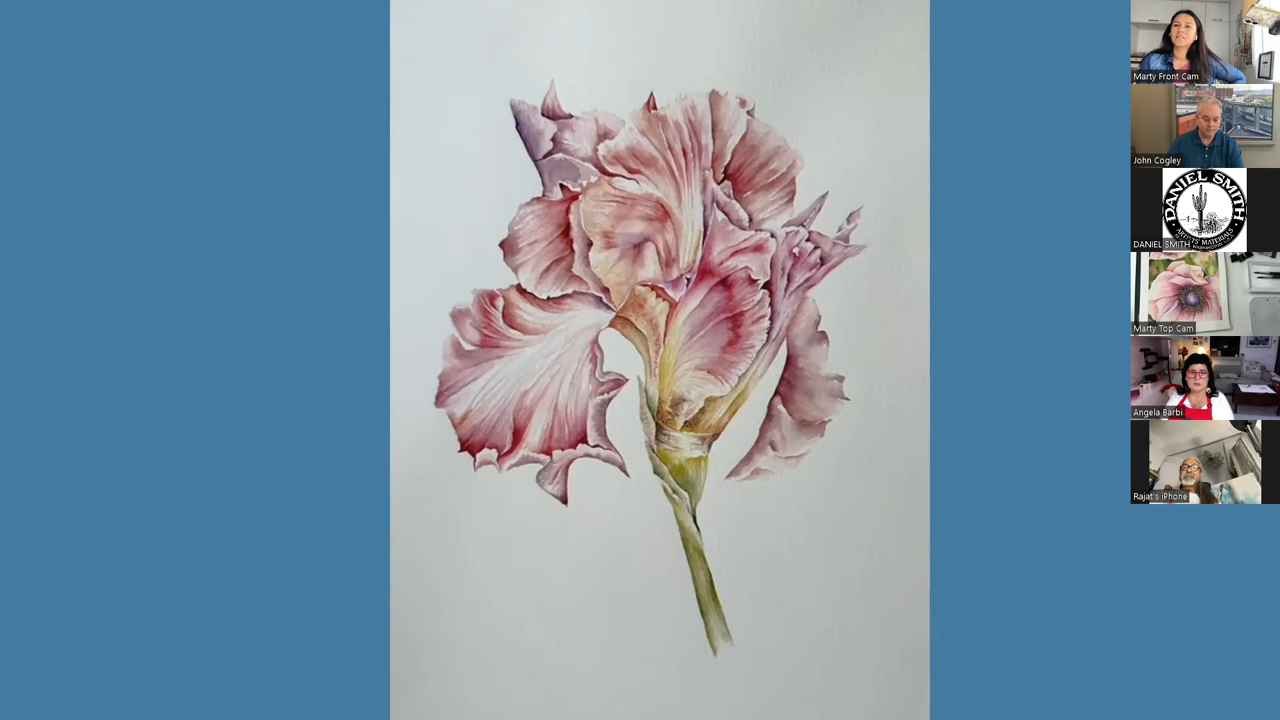 Marty Front Cam
John Cogley
DANIEL SMITH
ARTISTS' MATERIALS
DANIEL SMITH
Marty Top Cam
Angela Barbi
Rajat's iPhone